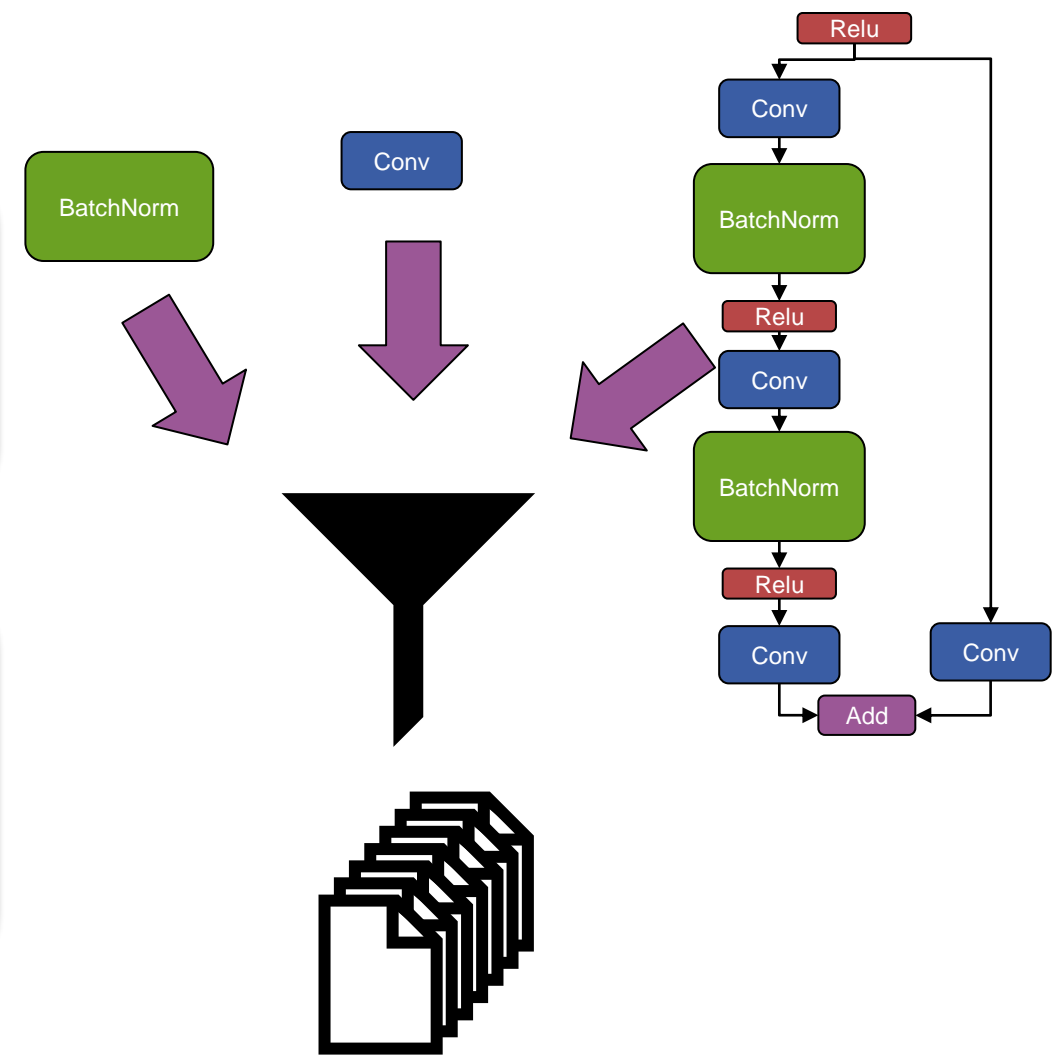 Relu
Conv
Conv
BatchNorm
BatchNorm
Relu
Conv
BatchNorm
Relu
Conv
Conv
Add